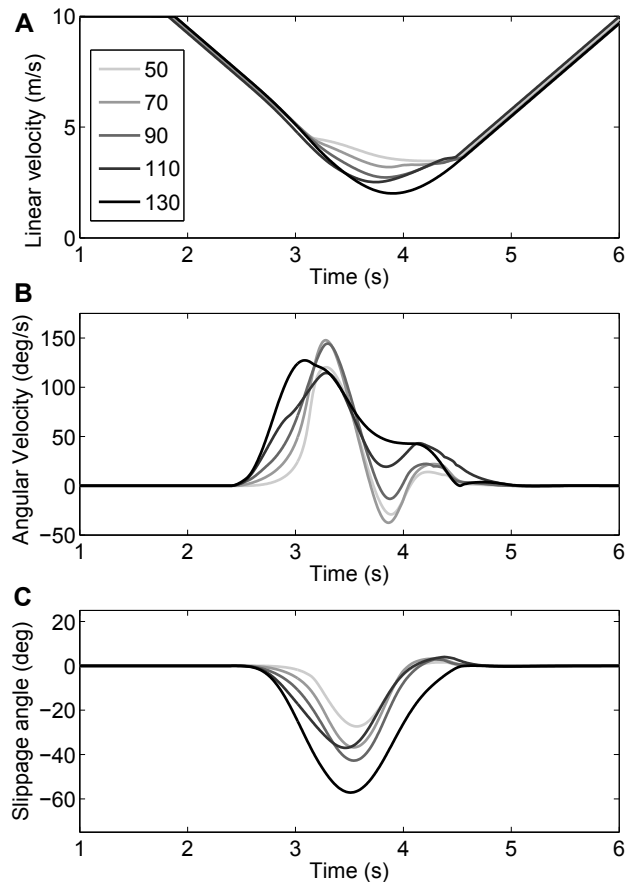 A
Linear velocity (m/s)
10
5
0
50
70
90
110
130
1 2 3 4 5 6
Time (s)
B
Angular Velocity (deg/s)
150
100
50
0
−50
1 2 3 4 5 6
Time (s)
C
Slippage angle (deg)
20
0
−20
−40
−60
1 2 3 4 5 6
Time (s)